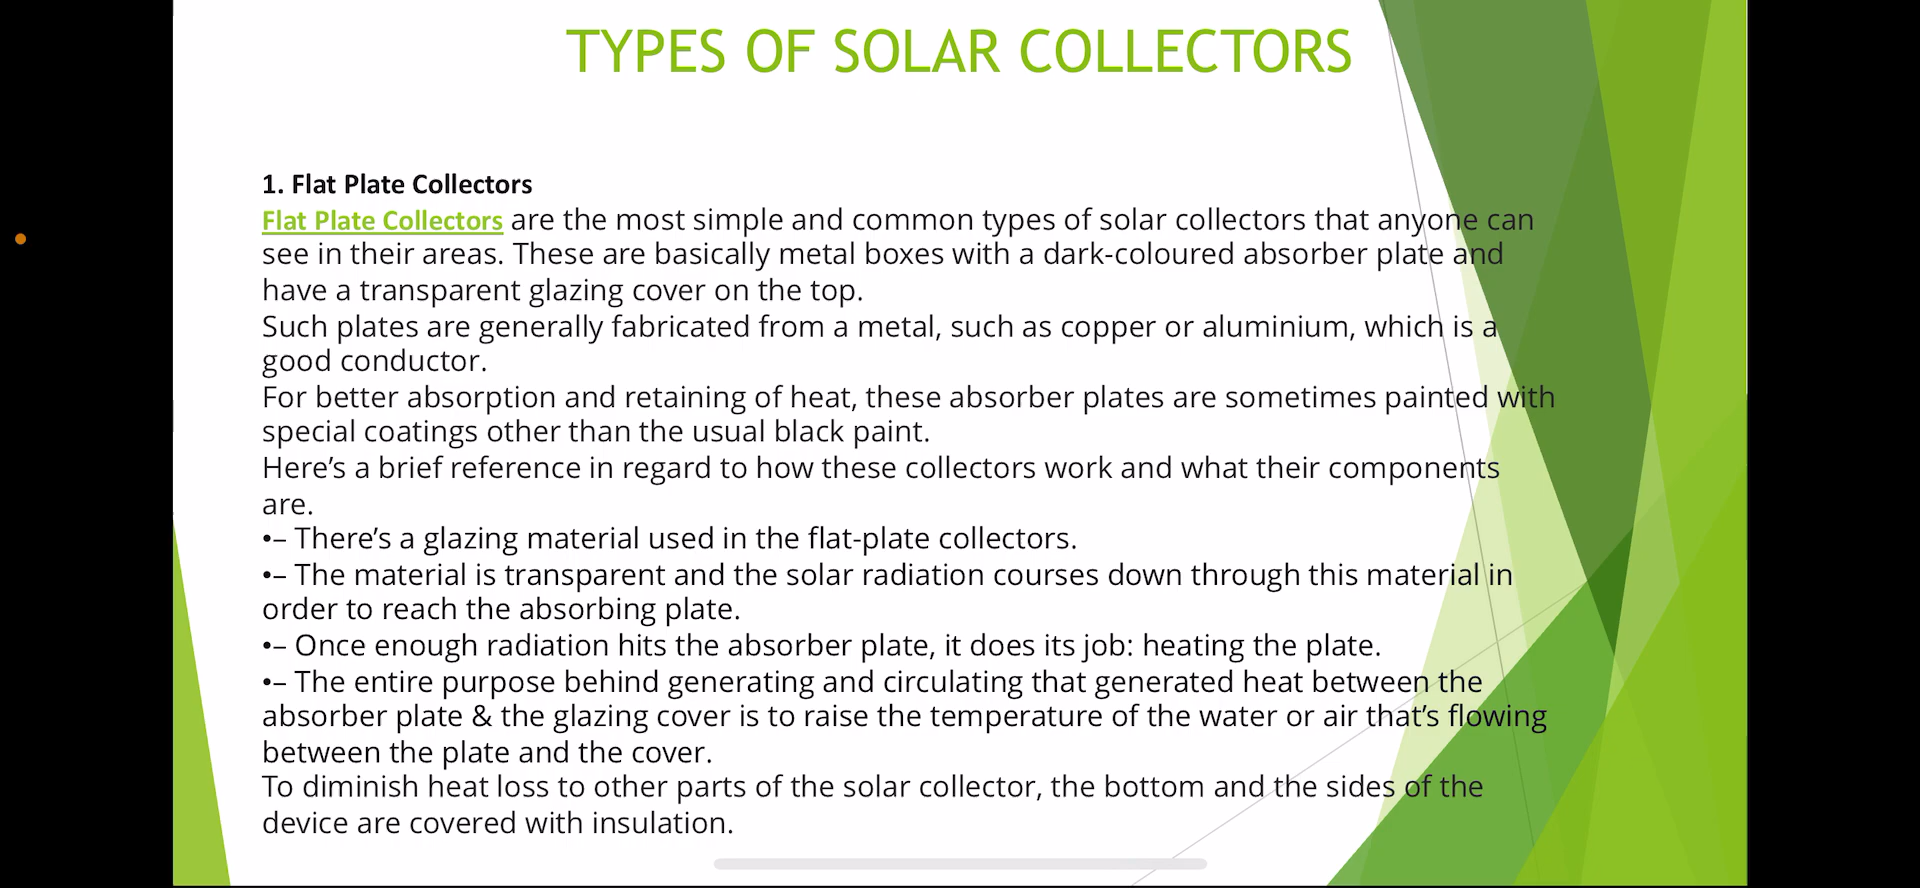 TYPES OF SOLAR COLLECTORS
1. Flat Plate Collectors
Flat Plate Collectors are the most simple and common types of solar collectors that anyone can
see in their areas. These are basically metal boxes with a dark-coloured absorber plate and
have a transparent glazing cover on the top.
Such plates are generally fabricated from a metal, such as copper or aluminium, which is a
good conductor.
For better absorption and retaining of heat, these absorber plates are sometimes painted with
special coatings other than the usual black paint.
Here’s a brief reference in regard to how these collectors work and what their components
are.
•– There’s a glazing material used in the flat-plate collectors.
•– The material is transparent and the solar radiation courses down through this material in
order to reach the absorbing plate.
•– Once enough radiation hits the absorber plate, it does its job: heating the plate.
•– The entire purpose behind generating and circulating that generated heat between the
absorber plate & the glazing cover is to raise the temperature of the water or air that’s flowing
between the plate and the cover.
To diminish heat loss to other parts of the solar collector, the bottom and the sides of the
device are covered with insulation.